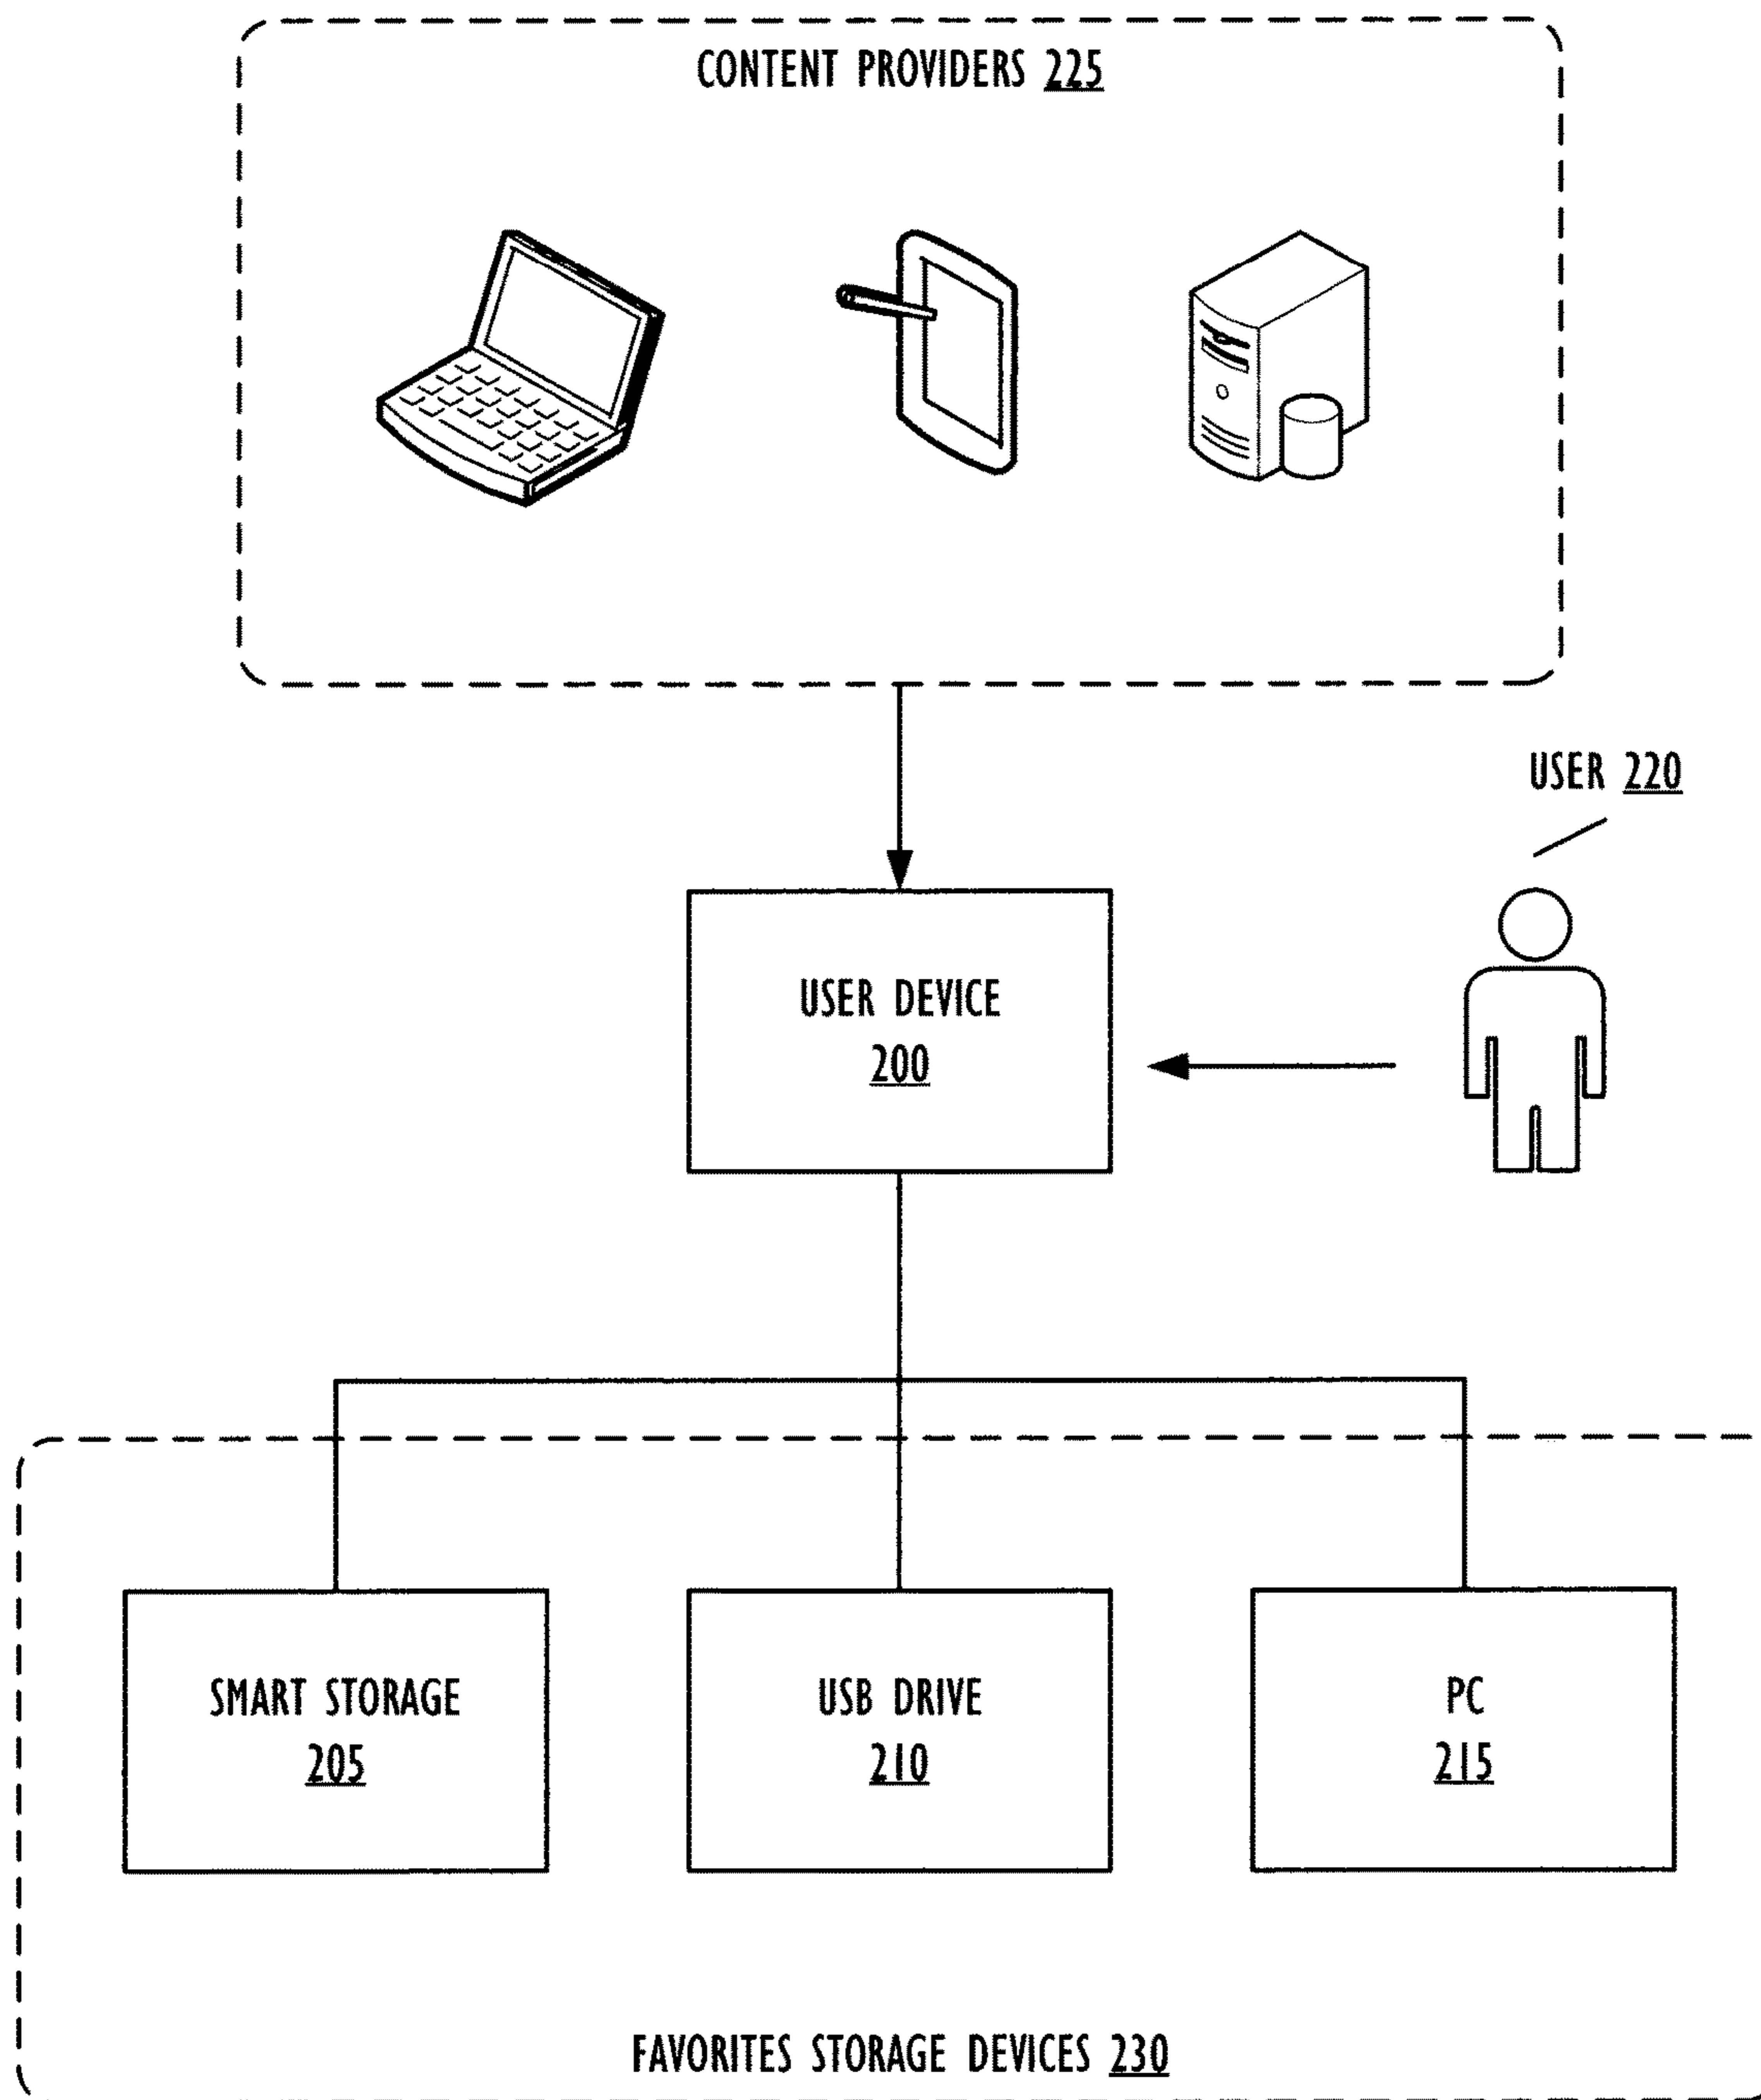 CONTENT PROVIDERS 225
USER 220
USER DEVICE
200
SMART STORAGE
205
USB DRIVE
210
PC
215
FAVORITES STORAGE DEVICES 230